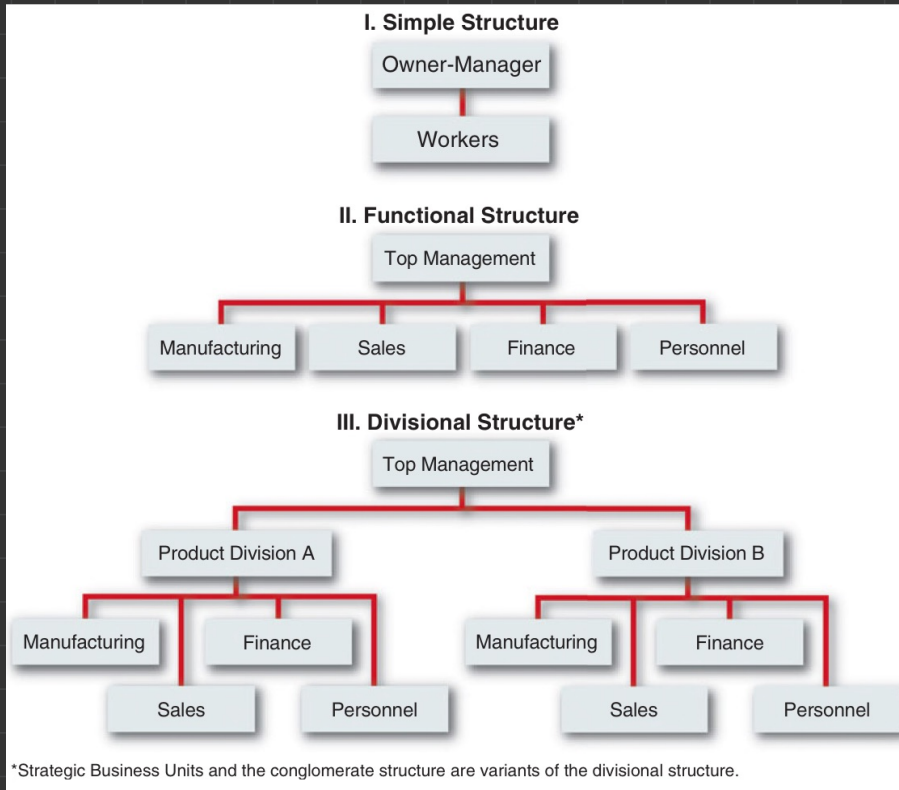 I. Simple Structure
Owner-Manager
Workers
II. Functional Structure
Top Management
Manufacturing
Sales
Finance
Personnel
III. Divisional Structure*
Top Management
Product Division A
Product Division B
Manufacturing
Finance
Manufacturing
Finance
Sales
Personnel
Sales
Personnel
*Strategic Business Units and the conglomerate structure are variants of the divisional structure.